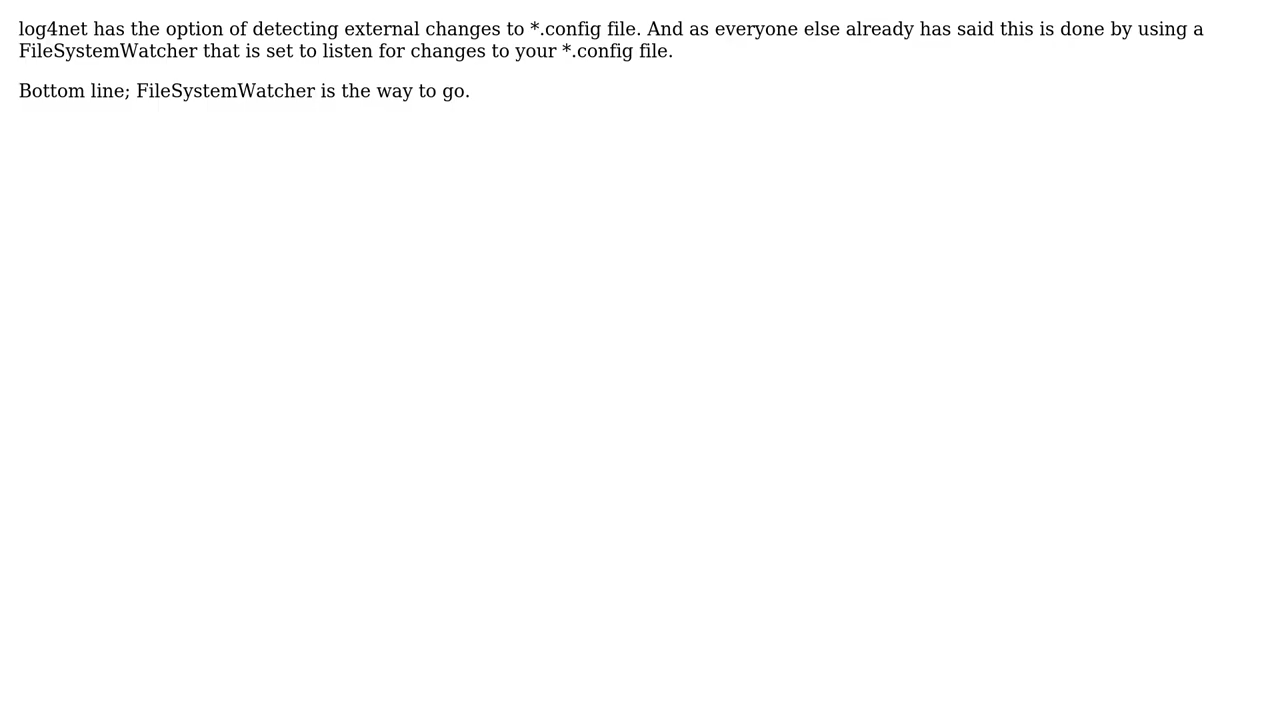 log4net has the option of detecting external changes to *.config file. And as everyone else already has said this is done by using a
FileSystemWatcher that is set to listen for changes to your *.config file.
Bottom line; FileSystemWatcher is the way to go.